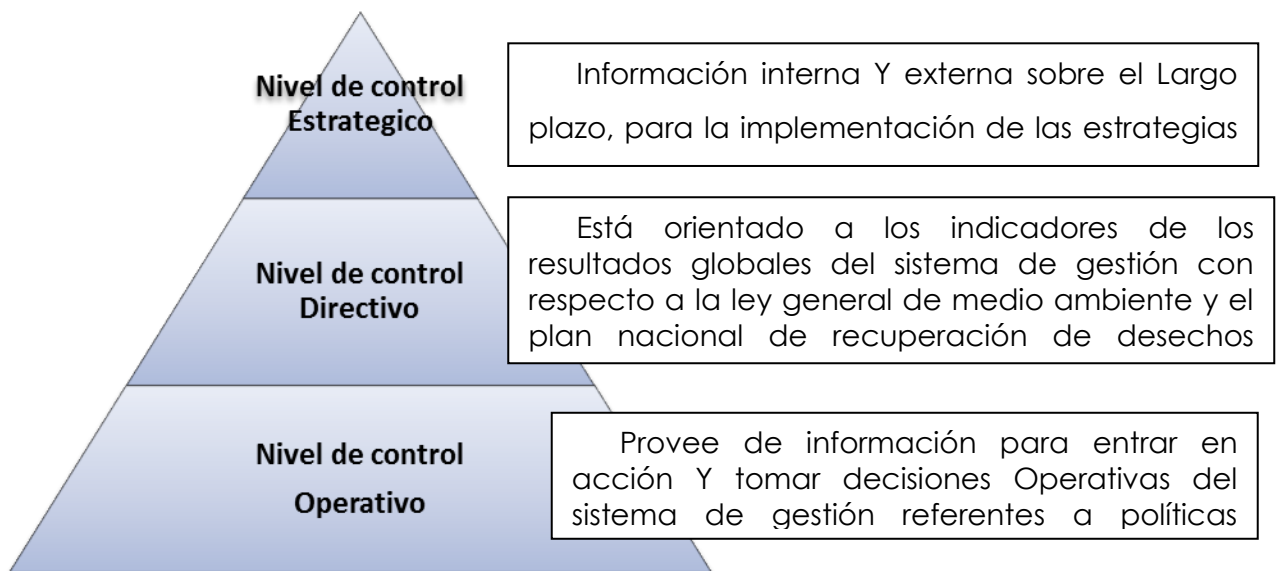 Nivel de control
Estrategico
Información interna Y externa sobre el Largo
plazo, para la implementación de las estrategias
Nivel de control
Directivo
Está orientado a los indicadores de los
resultados globales del sistema de gestión con
respecto a la ley general de medio ambiente y el
plan nacional de recuperación de desechos
Nivel de control
Operativo
Provee de información para entrar en
acción Y tomar decisiones Operativas del
sistema de gestión referentes a políticas